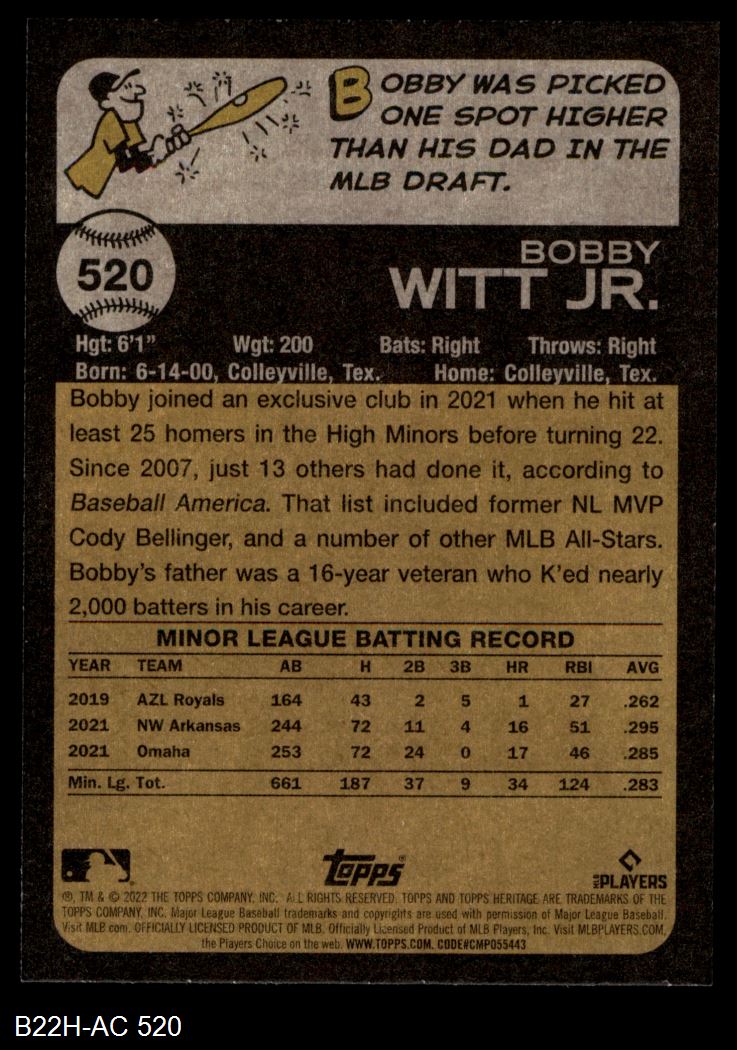 BOBBY WAS PICKED
ONE SPOT HIGHER
THAN HIS DAD IN THE
MLB DRAFT.
520
BOBBY
WITT JR.
Hgt: 6'1" Wgt: 200 Bats: Right Throws: Right
Born: 6-14-00, Colleyville, Tex. Home: Colleyville, Tex.
Bobby joined an exclusive club in 2021 when he hit at
least 25 homers in the High Minors before turning 22.
Since 2007, just 13 others had done it, according to
Baseball America. That list included former NL MVP
Cody Bellinger, and a number of other MLB All-Stars.
Bobby's father was a 16-year veteran who K'ed nearly
2,000 batters in his career.
MINOR LEAGUE BATTING RECORD
YEAR TEAM AB H 2B 3B HR RBI AVG
2019 AZL Royals 164 43 2 5 1 27 .262
2021 NW Arkansas 244 72 11 4 16 51 .295
2021 Omaha 253 72 24 0 17 46 .285
Min. Lg. Tot. 661 187 37 9 34 124 .283
Topps®
MLB PLAYERS
®, TM & © 2022 THE TOPPS COMPANY, INC. ALL RIGHTS RESERVED. TOPPS AND TOPPS HERITAGE ARE TRADEMARKS OF THE
TOPPS COMPANY, INC. Major League Baseball trademarks and copyrights are used with permission of Major League Baseball.
Visit MLB.com. OFFICIALLY LICENSED PRODUCT OF MLB. Officially Licensed Product of MLB Players, Inc. Visit MLBPLAYERS.COM,
the Players Choice on the web. WWW.TOPPS.COM. CODE#CMP055443
B22H-AC 520